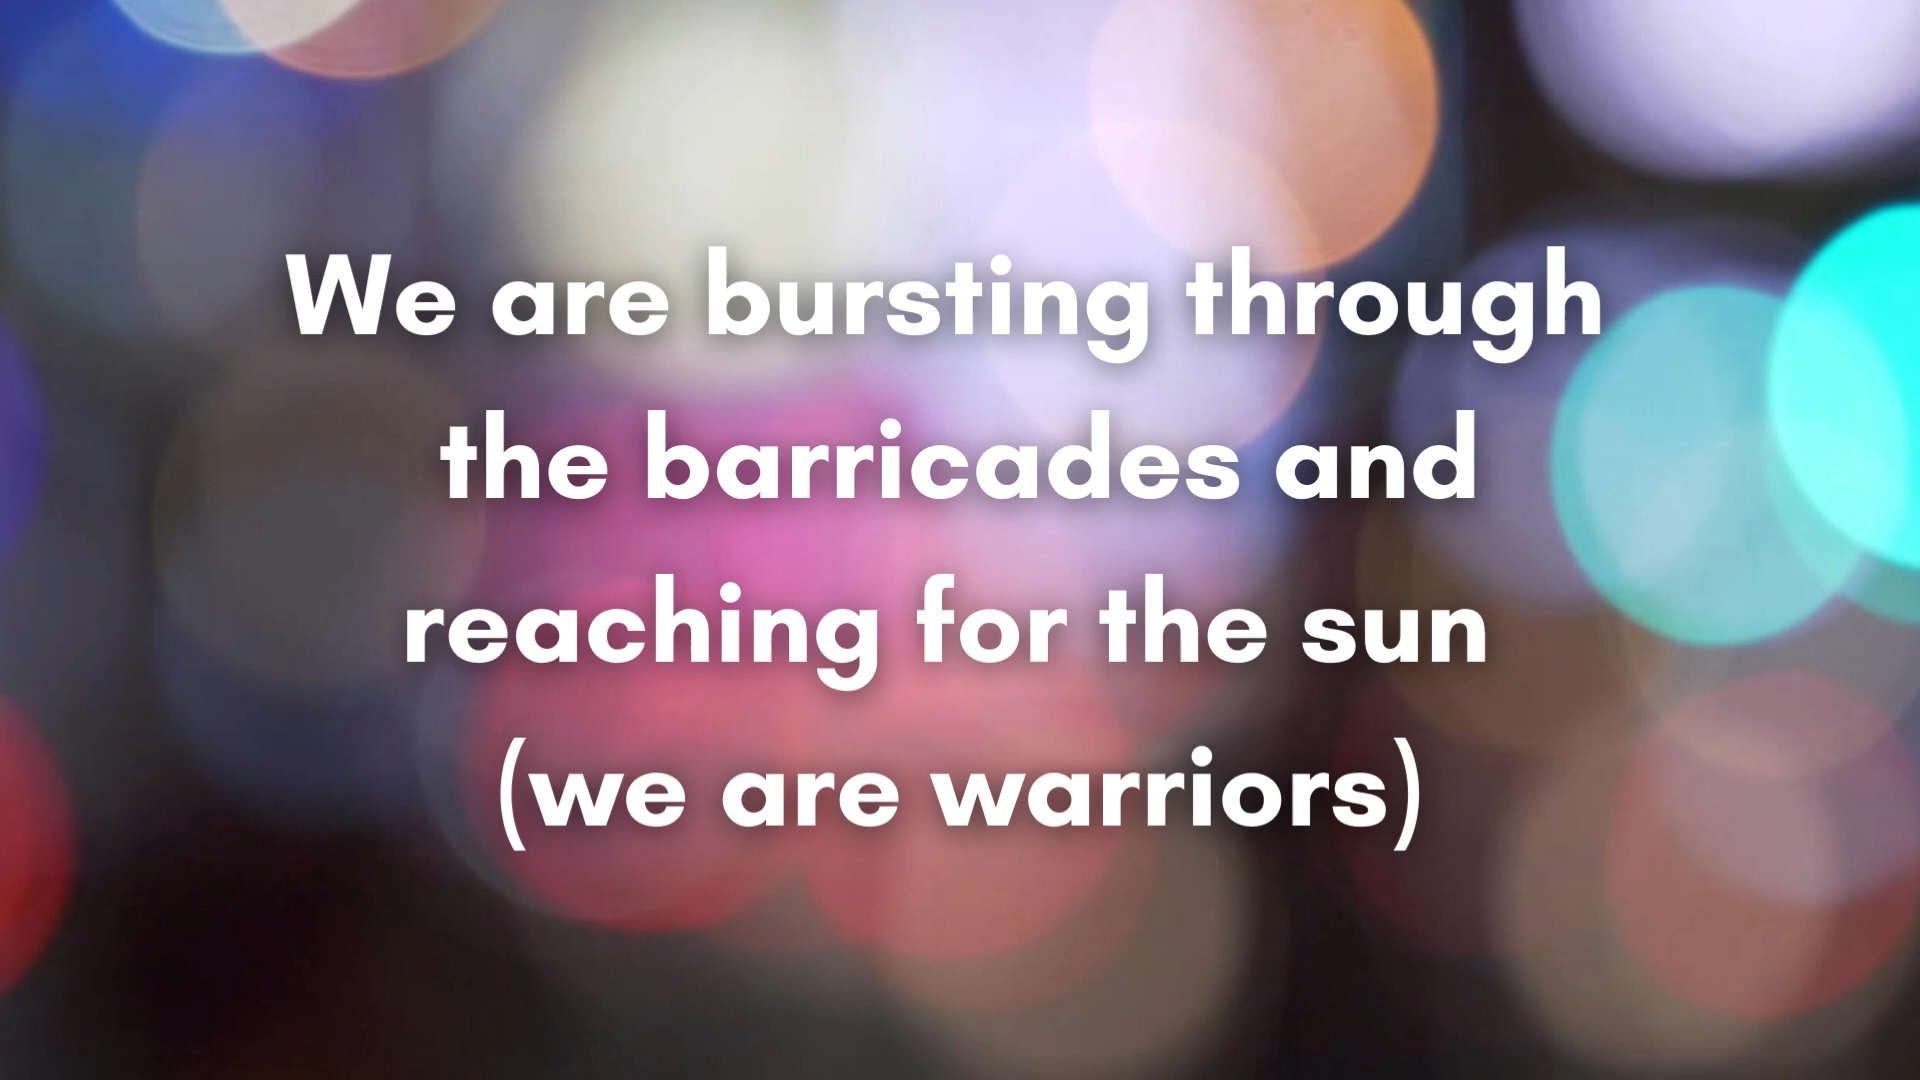 We are bursting through
the barricades and
reaching for the sun
(we are warriors)